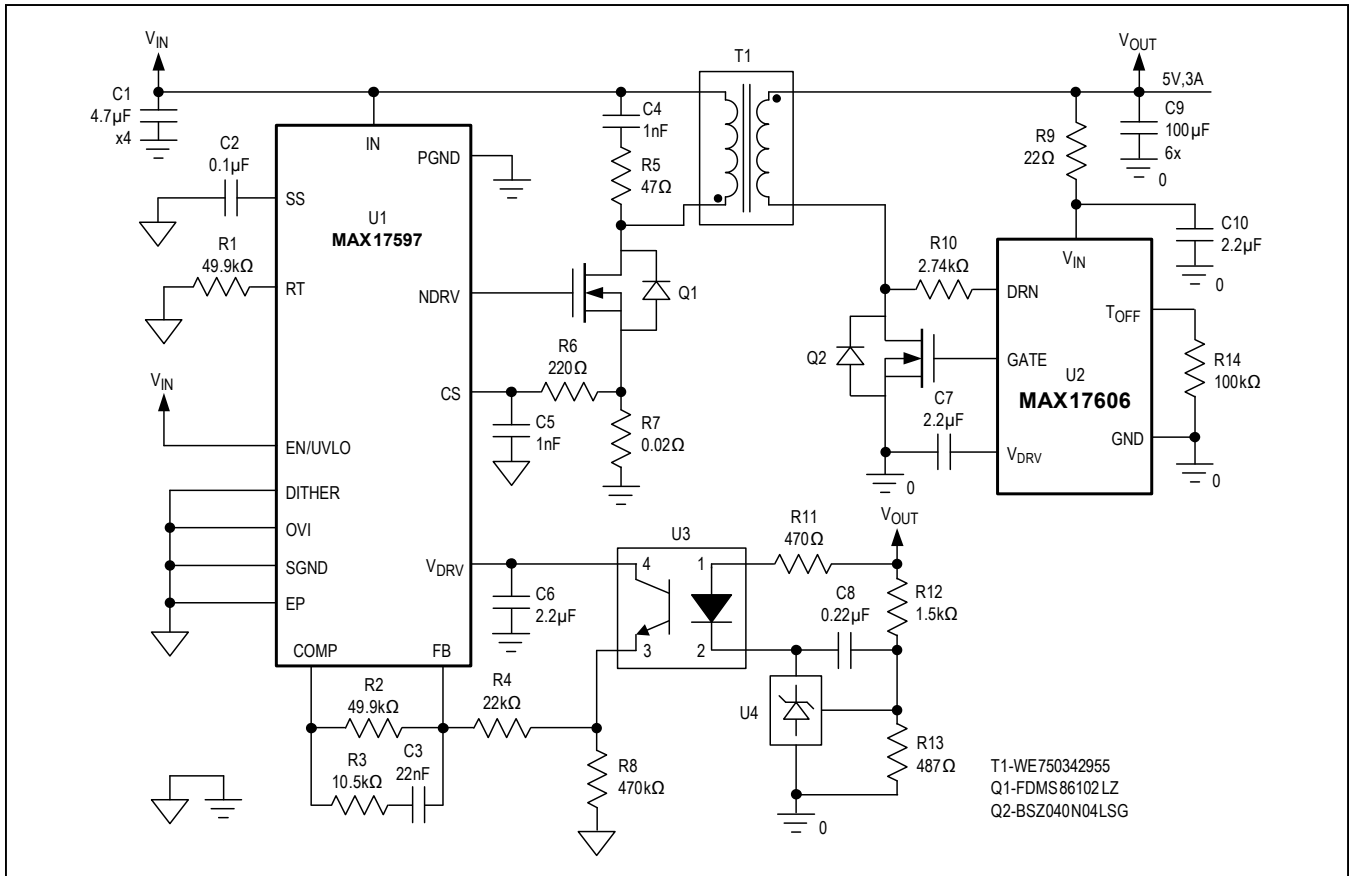 VIN
C1
4.7µF
x4
C2
0.1µF
SS
R1
49.9kΩ
RT
VIN
EN/UVLO
DITHER
OVI
SGND
EP
COMP
FB
IN
PGND
U1
MAX17597
NDRV
CS
VDRV
C4
1nF
R5
47Ω
Q1
R6
220Ω
C5
1nF
R7
0.02Ω
C6
2.2µF
R2
49.9kΩ
R3
10.5kΩ
C3
22nF
R4
22kΩ
R8
470kΩ
T1
VOUT
5V,3A
C9
100µF
6x
0
R9
22Ω
C10
2.2µF
0
R10
2.74kΩ
VIN
DRN
TOFF
GATE
U2
MAX17606
GND
VDRV
R14
100kΩ
0
Q2
C7
2.2µF
0
U3
4
1
3
2
R11
470Ω
VOUT
C8
0.22µF
R12
1.5kΩ
U4
R13
487Ω
0
T1-WE750342955
Q1-FDMS86102LZ
Q2-BSZ040N04LSG